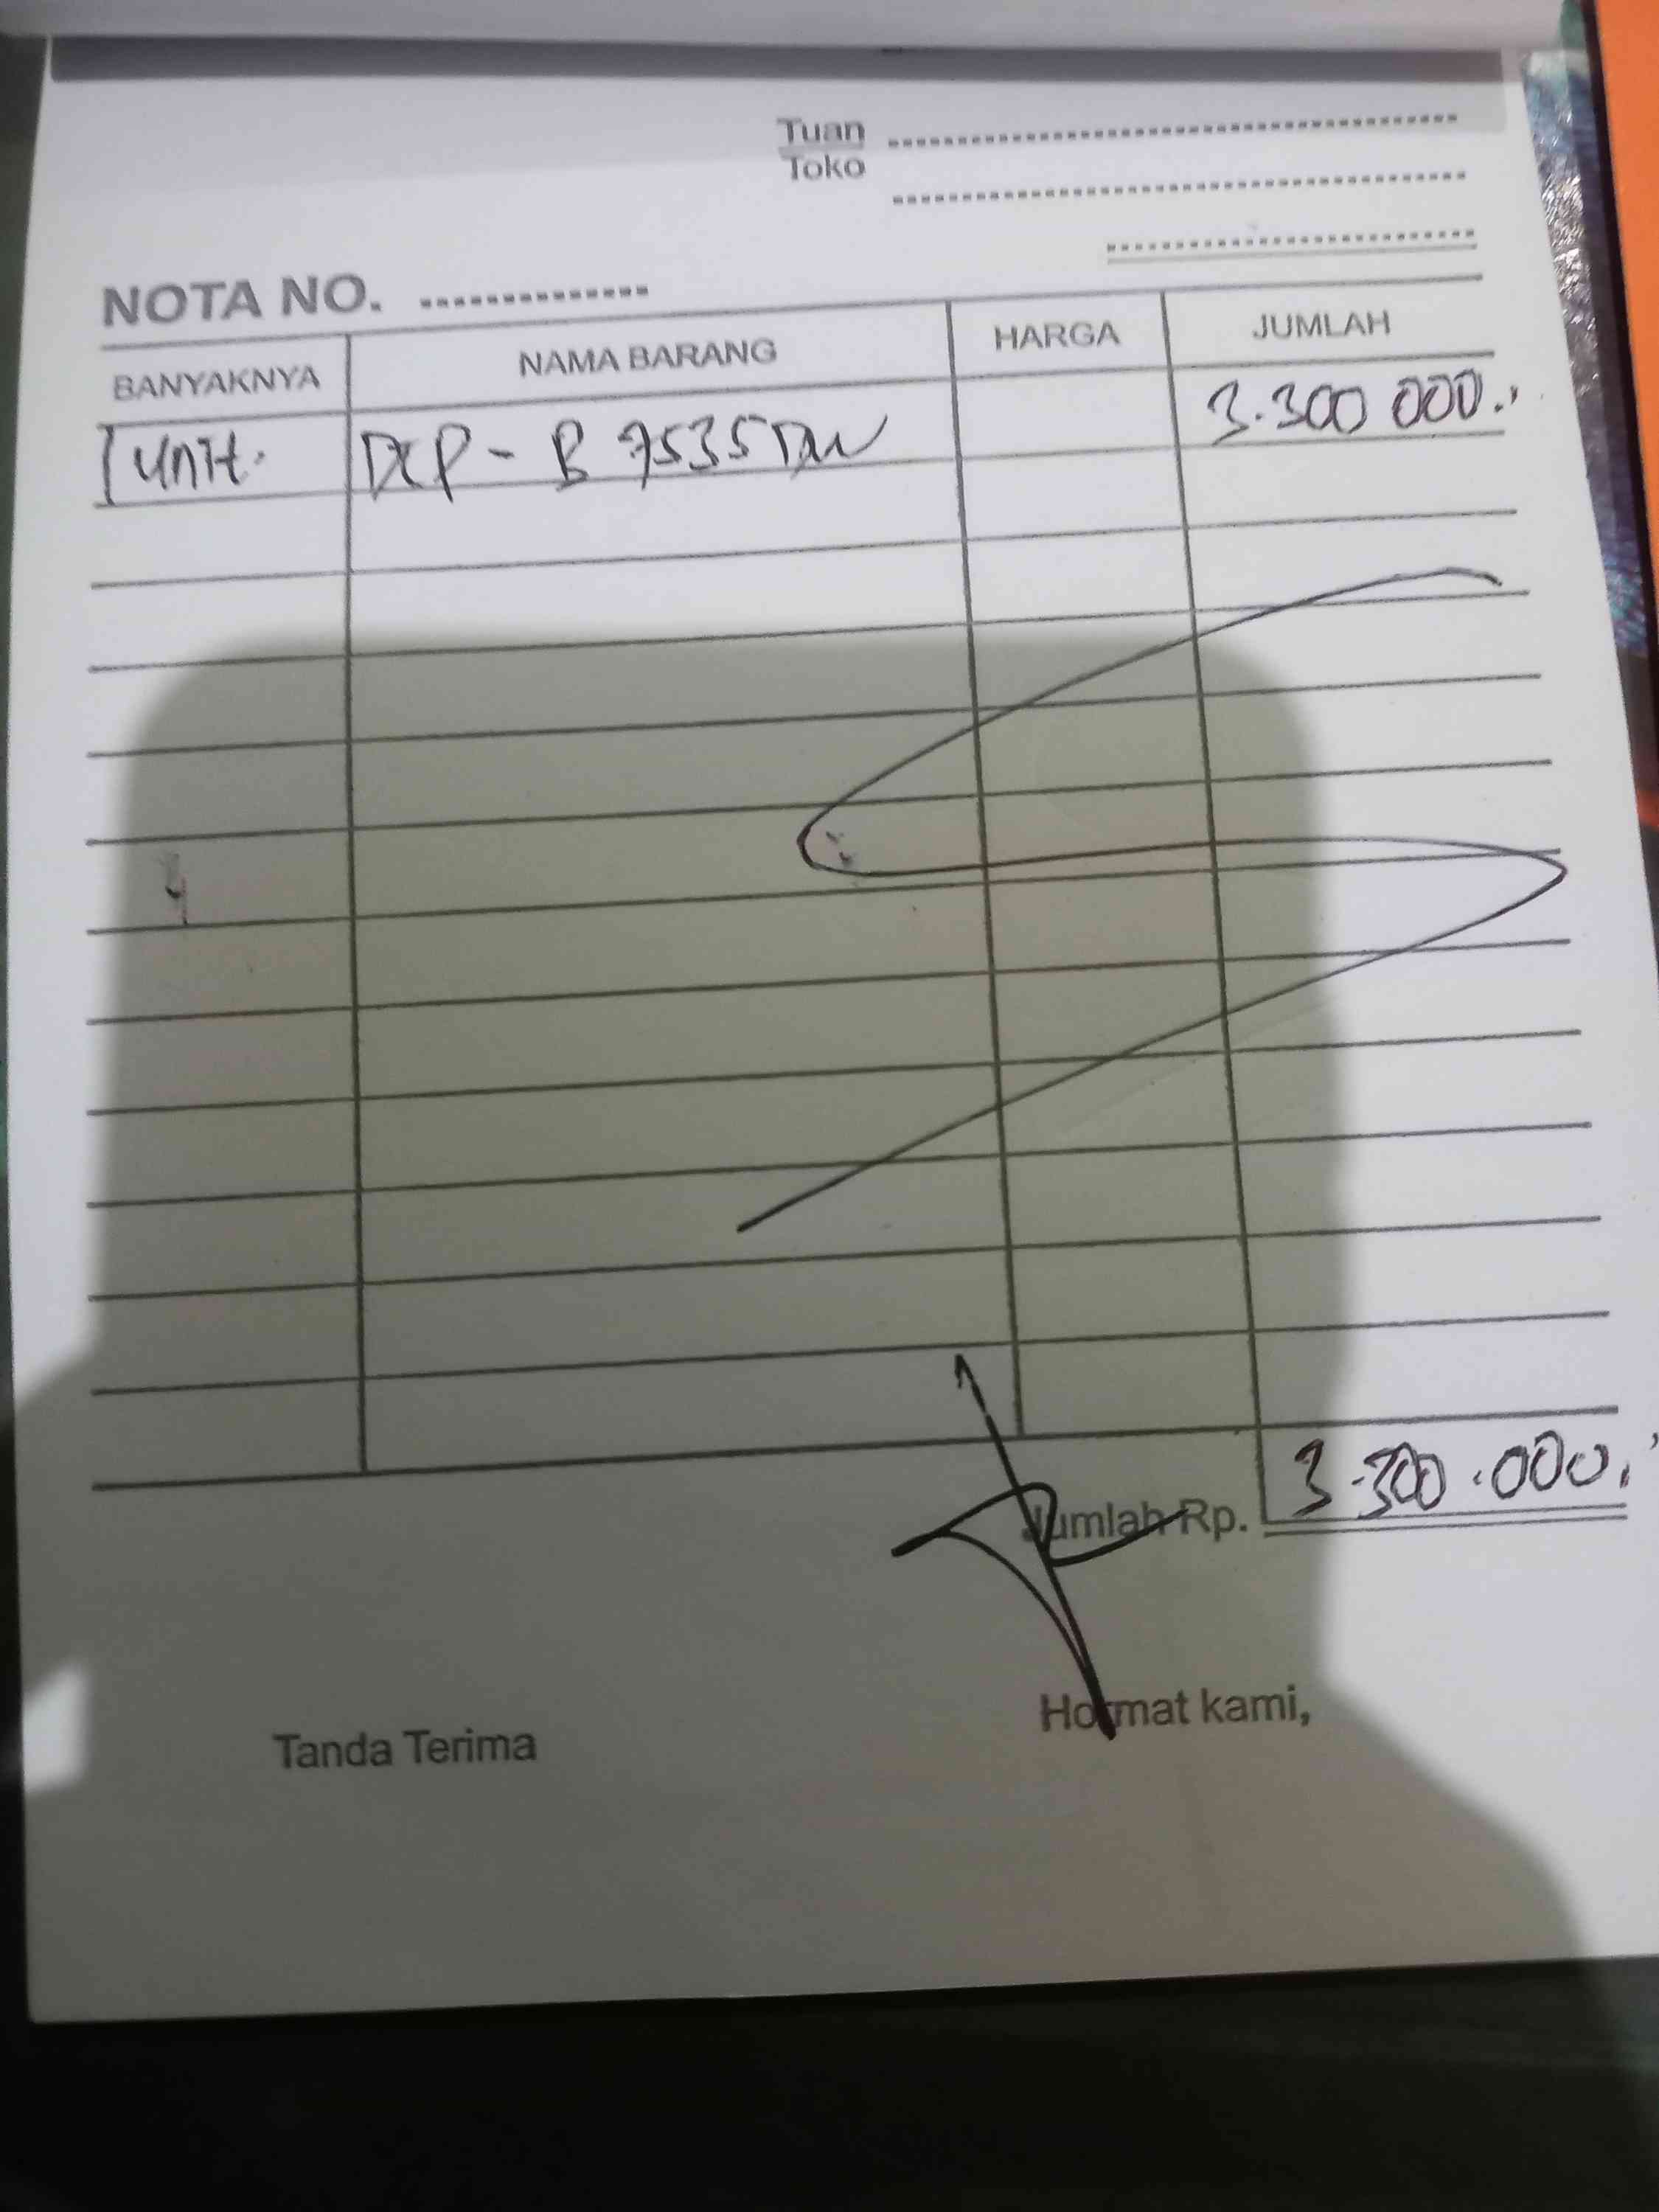 Tuan
Toko
NOTA NO.
BANYAKNYA NAMA BARANG HARGA JUMLAH
1 unit. DCP - B 7535 DW 3.300 000.,
Jumlah Rp. 3.300.000.,
Tanda Terima Hormat kami,